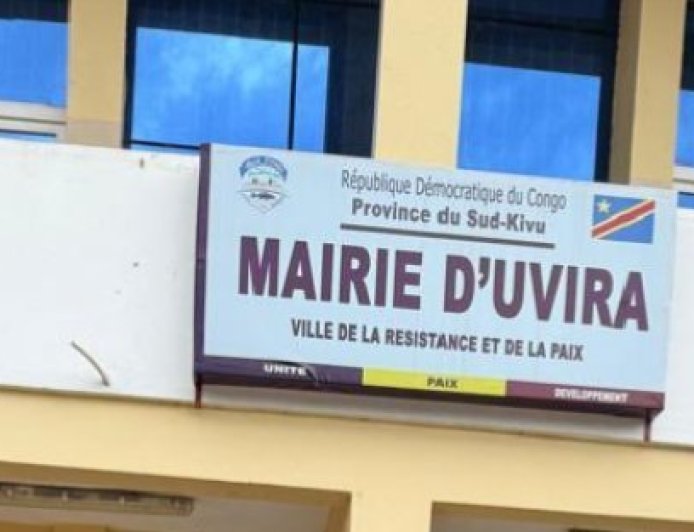 République Démocratique du Congo
Province du Sud-Kivu
MAIRIE D'UVIRA
VILLE DE LA RESISTANCE ET DE LA PAIX
UNITE PAIX DEVELOPPEMENT